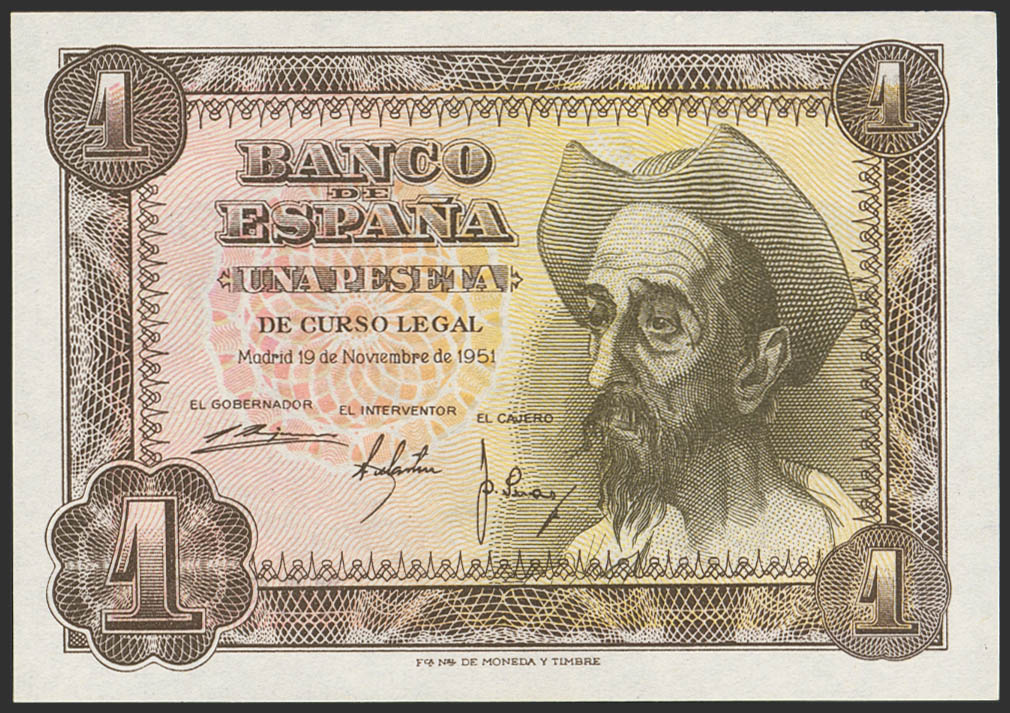 1
1
BANCO
DE
ESPAÑA
UNA PESETA
DE CURSO LEGAL
Madrid 19 de Noviembre de 1951
EL GOBERNADOR EL INTERVENTOR EL CAJERO
1
1
Fca. Nal. DE MONEDA Y TIMBRE